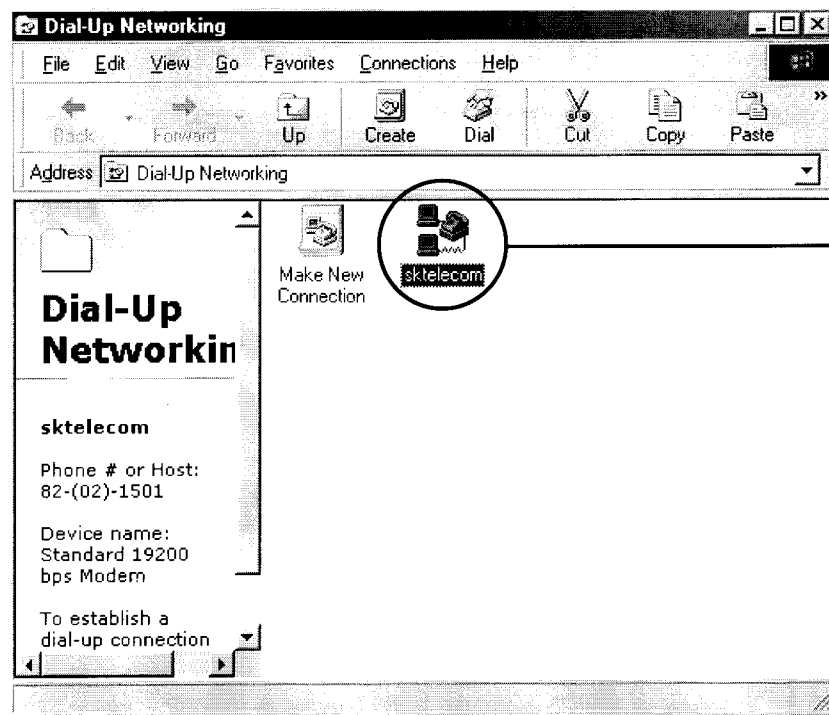 Dial-Up Networking
File Edit View Go Favorites Connections Help
Back Forward Up Create Dial Cut Copy Paste »
Address Dial-Up Networking
Make New
Connection
sktelecom
Dial-Up
Networkin
sktelecom
Phone # or Host:
82-(02)-1501
Device name:
Standard 19200
bps Modem
To establish a
dial-up connection